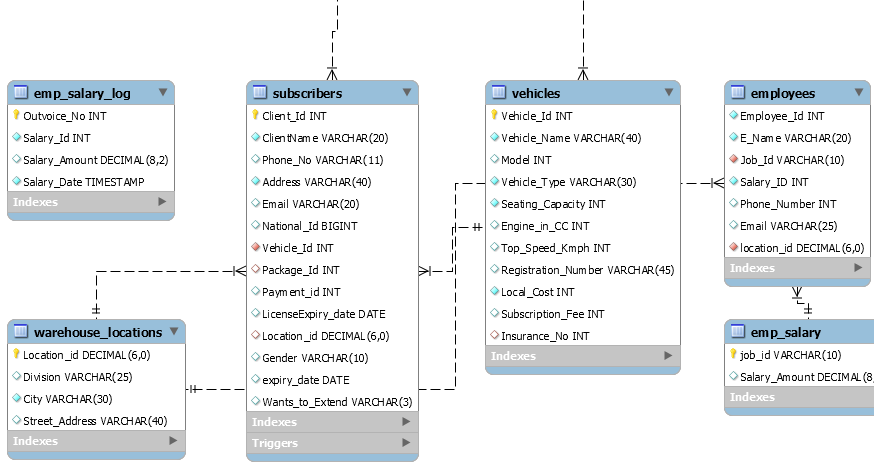 emp_salary_log
Outvoice_No INT
Salary_Id INT
Salary_Amount DECIMAL(8,2)
Salary_Date TIMESTAMP
Indexes
subscribers
Client_Id INT
ClientName VARCHAR(20)
Phone_No VARCHAR(11)
Address VARCHAR(40)
Email VARCHAR(20)
National_Id BIGINT
Vehicle_Id INT
Package_Id INT
Payment_id INT
LicenseExpiry_date DATE
Location_id DECIMAL(6,0)
Gender VARCHAR(10)
expiry_date DATE
Wants_to_Extend VARCHAR(3)
Indexes
Triggers
vehicles
Vehicle_Id INT
Vehicle_Name VARCHAR(40)
Model INT
Vehicle_Type VARCHAR(30)
Seating_Capacity INT
Engine_in_CC INT
Top_Speed_Kmph INT
Registration_Number VARCHAR(45)
Local_Cost INT
Subscription_Fee INT
Insurance_No INT
Indexes
employees
Employee_Id INT
E_Name VARCHAR(20)
Job_Id VARCHAR(10)
Salary_ID INT
Phone_Number INT
Email VARCHAR(25)
location_id DECIMAL(6,0)
Indexes
warehouse_locations
Location_id DECIMAL(6,0)
Division VARCHAR(25)
City VARCHAR(30)
Street_Address VARCHAR(40)
Indexes
emp_salary
job_id VARCHAR(10)
Salary_Amount DECIMAL(8,
Indexes